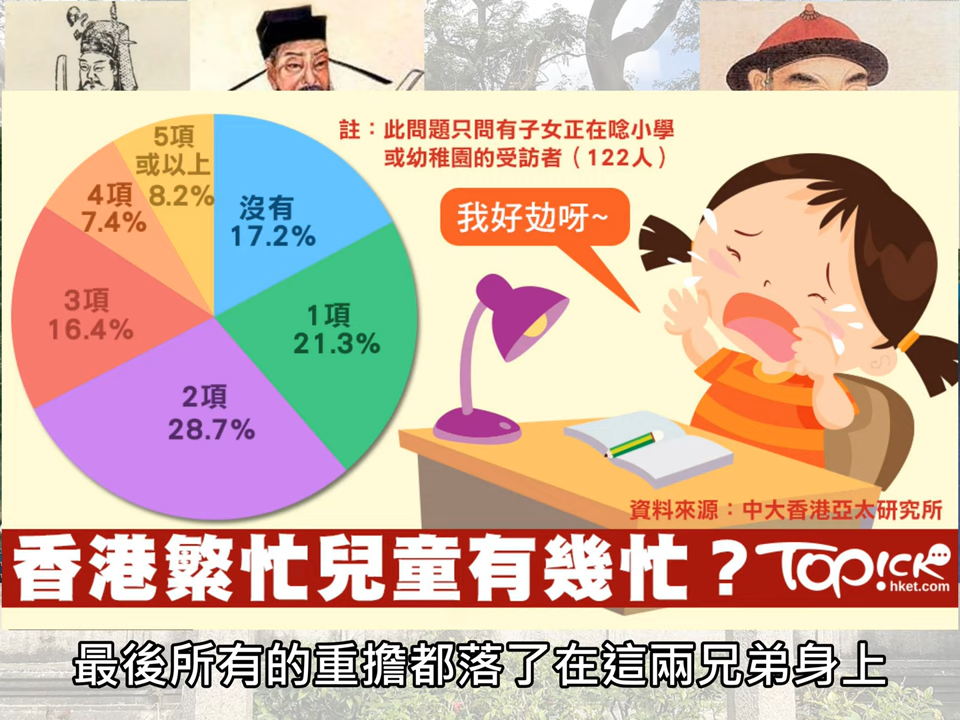 註：此問題只問有子女正在唸小學
或幼稚園的受訪者（122人）
5項
或以上
8.2%
4項
7.4%
沒有
17.2%
我好攰呀~
3項
16.4%
1項
21.3%
2項
28.7%
資料來源：中大香港亞太研究所
香港繁忙兒童有幾忙？
TOPick
hket.com
最後所有的重擔都落了在這兩兄弟身上